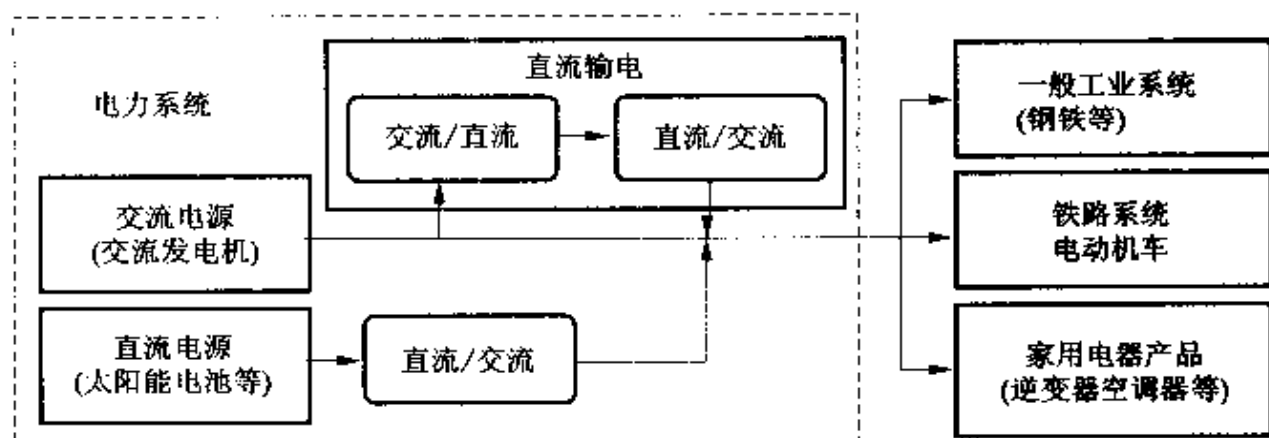 直流输电
电力系统
交流/直流
直流/交流
交流电源
(交流发电机)
直流电源
(太阳能电池等)
直流/交流
一般工业系统
(钢铁等)
铁路系统
电动机车
家用电器产品
(逆变器空调器等)